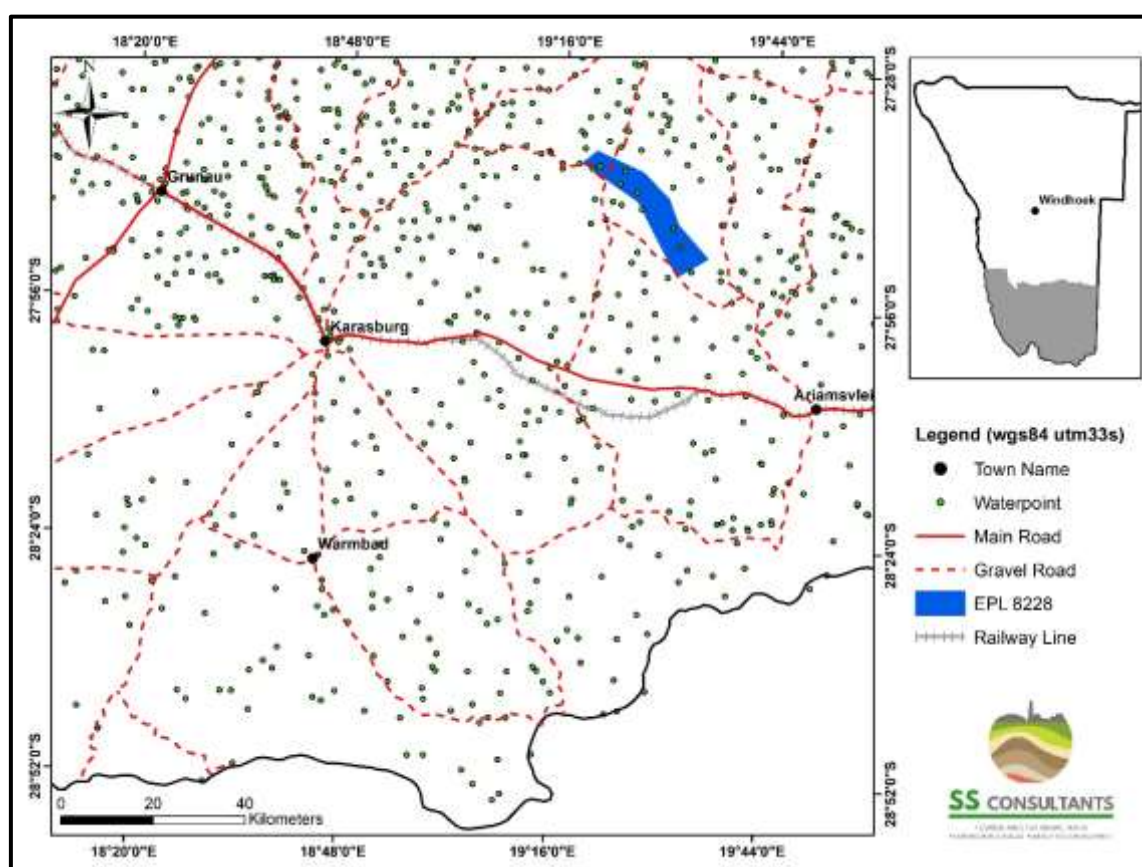 18°20'0"E
18°48'0"E
19°16'0"E
19°44'0"E
27°28'0"S
N
Grunau
Windhoek
27°56'0"S
27°56'0"S
Karasburg
Ariamsvlei
Legend (wgs84 utm33s)
Town Name
Waterpoint
28°24'0"S
Main Road
28°24'0"S
Warmbad
Gravel Road
EPL 8228
Railway Line
28°52'0"S
28°52'0"S
0 20 40
Kilometers
SS CONSULTANTS
18°20'0"E
18°48'0"E
19°16'0"E
19°44'0"E